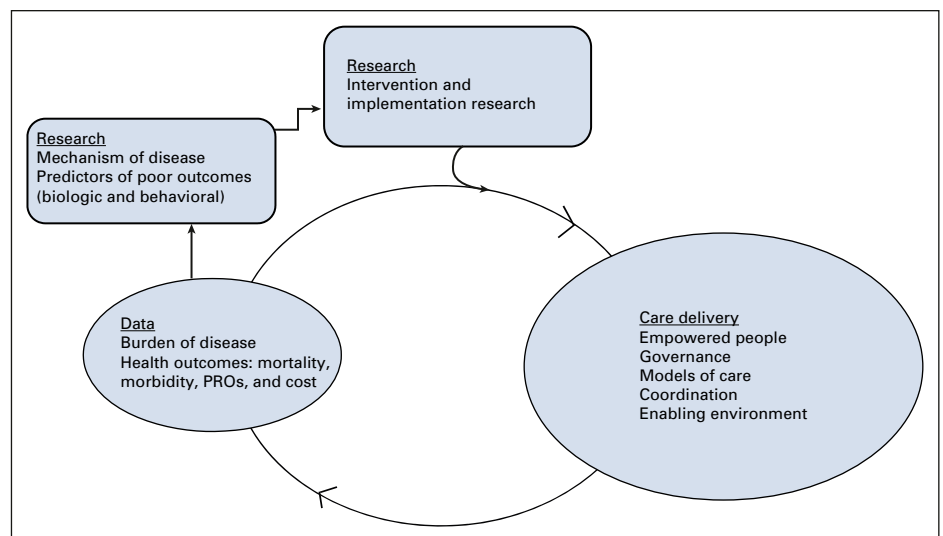 Research
Intervention and
implementation research
Research
Mechanism of disease
Predictors of poor outcomes
(biologic and behavioral)
Data
Burden of disease
Health outcomes: mortality,
morbidity, PROs, and cost
Care delivery
Empowered people
Governance
Models of care
Coordination
Enabling environment